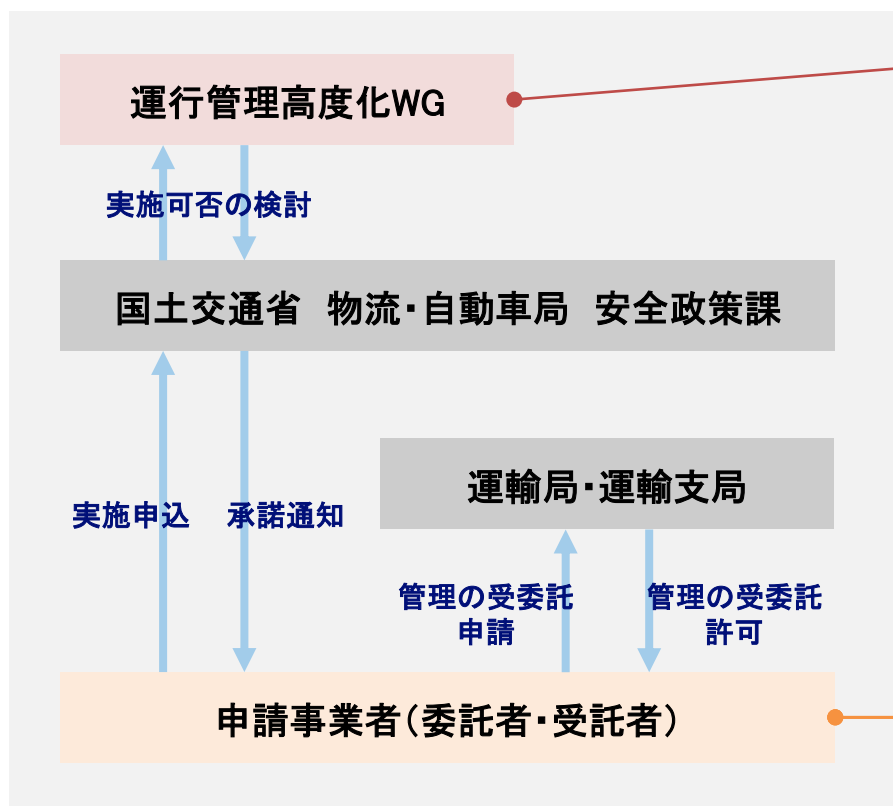 運行管理高度化WG
実施可否の検討
国土交通省　物流・自動車局　安全政策課
運輸局・運輸支局
実施申込
承諾通知
管理の受委託
申請
管理の受委託
許可
申請事業者（委託者・受託者）